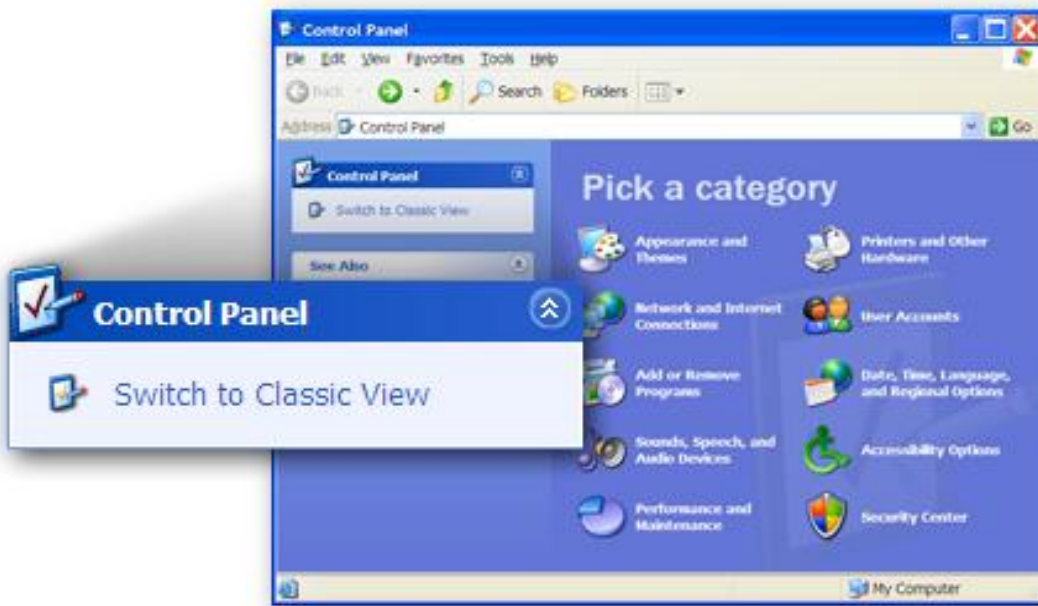 Control Panel
File Edit View Favorites Tools Help
Back Search Folders
Address Control Panel Go
Control Panel
Switch to Classic View
See Also
Control Panel
Switch to Classic View
Pick a category
Appearance and
Themes
Printers and Other
Hardware
Network and Internet
Connections
User Accounts
Add or Remove
Programs
Date, Time, Language,
and Regional Options
Sounds, Speech, and
Audio Devices
Accessibility Options
Performance and
Maintenance
Security Center
My Computer